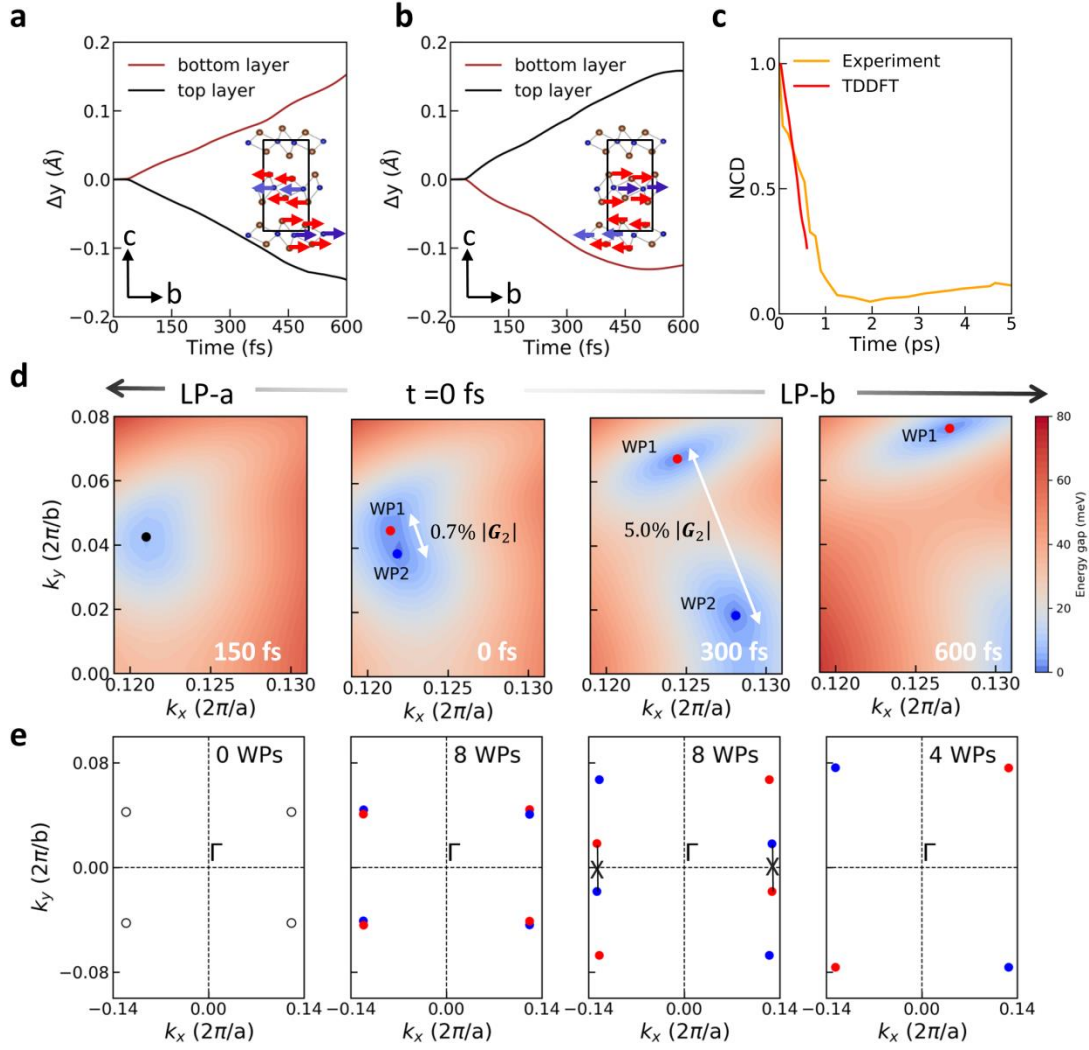 a
b
c
0.2
0.1
0.0
−0.1
−0.2
Δy (Å)
bottom layer
top layer
c
b
0
150
300
450
600
Time (fs)
0.2
0.1
0.0
−0.1
−0.2
Δy (Å)
bottom layer
top layer
c
b
0
150
300
450
600
Time (fs)
1.0
0.5
0.0
NCD
Experiment
TDDFT
0
1
2
3
4
5
Time (ps)
d
LP-a
t =0 fs
LP-b
0.08
0.06
0.04
0.02
0.00
k_y (2π/b)
150 fs
0.120
0.125
0.130
k_x (2π/a)
WP1
WP2
0.7% |G₂|
0 fs
0.120
0.125
0.130
k_x (2π/a)
WP1
5.0% |G₂|
WP2
300 fs
0.120
0.125
0.130
k_x (2π/a)
WP1
600 fs
0.120
0.125
0.130
k_x (2π/a)
80
60
40
20
0
Energy gap (meV)
e
0.08
0.00
−0.08
k_y (2π/b)
0 WPs
Γ
−0.14
0.00
0.14
k_x (2π/a)
8 WPs
Γ
−0.14
0.00
0.14
k_x (2π/a)
8 WPs
Γ
−0.14
0.00
0.14
k_x (2π/a)
4 WPs
Γ
−0.14
0.00
0.14
k_x (2π/a)